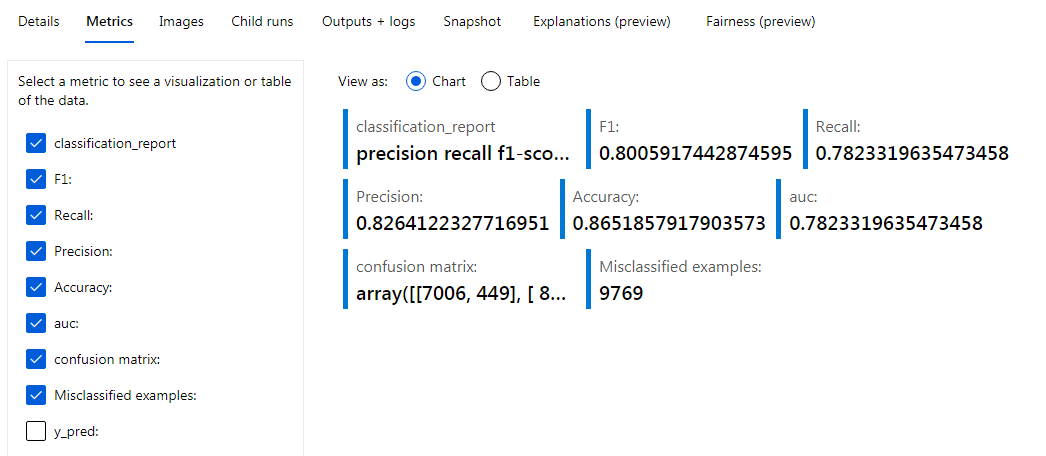 Details Metrics Images Child runs Outputs + logs Snapshot Explanations (preview) Fairness (preview)
Select a metric to see a visualization or table
of the data.
classification_report
F1:
Recall:
Precision:
Accuracy:
auc:
confusion matrix:
Misclassified examples:
y_pred:
View as: Chart Table
classification_report
precision recall f1-sco...
F1:
0.8005917442874595
Recall:
0.7823319635473458
Precision:
0.8264122327716951
Accuracy:
0.8651857917903573
auc:
0.7823319635473458
confusion matrix:
array([[7006, 449], [ 8...
Misclassified examples:
9769